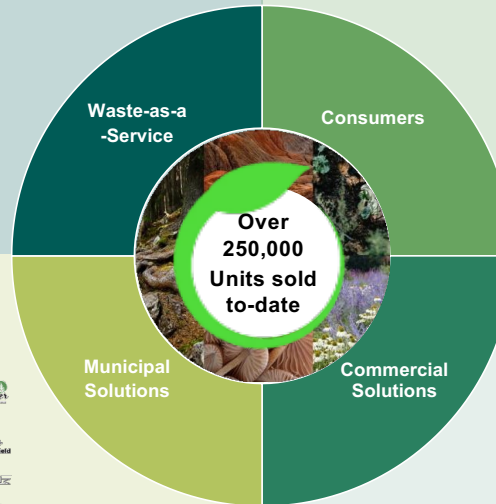 Waste-as-a
-Service
Consumers
Over
250,000
Units sold
to-date
Municipal
Solutions
Commercial
Solutions